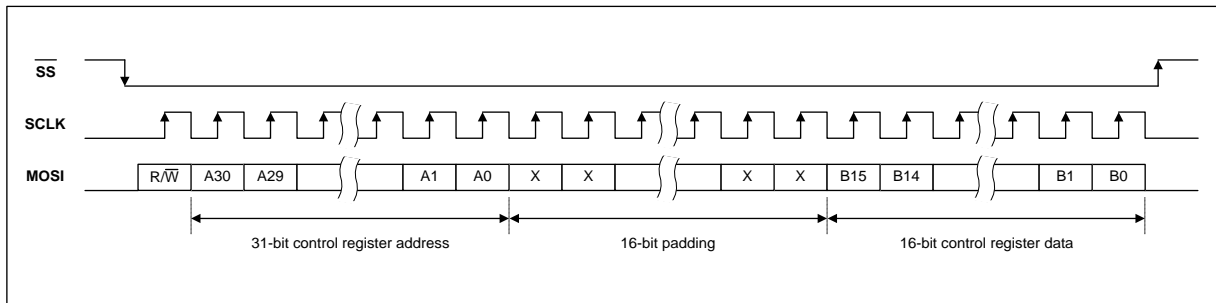 SS
SCLK
MOSI R/W A30 A29 A1 A0 X X X X B15 B14 B1 B0
31-bit control register address 16-bit padding 16-bit control register data